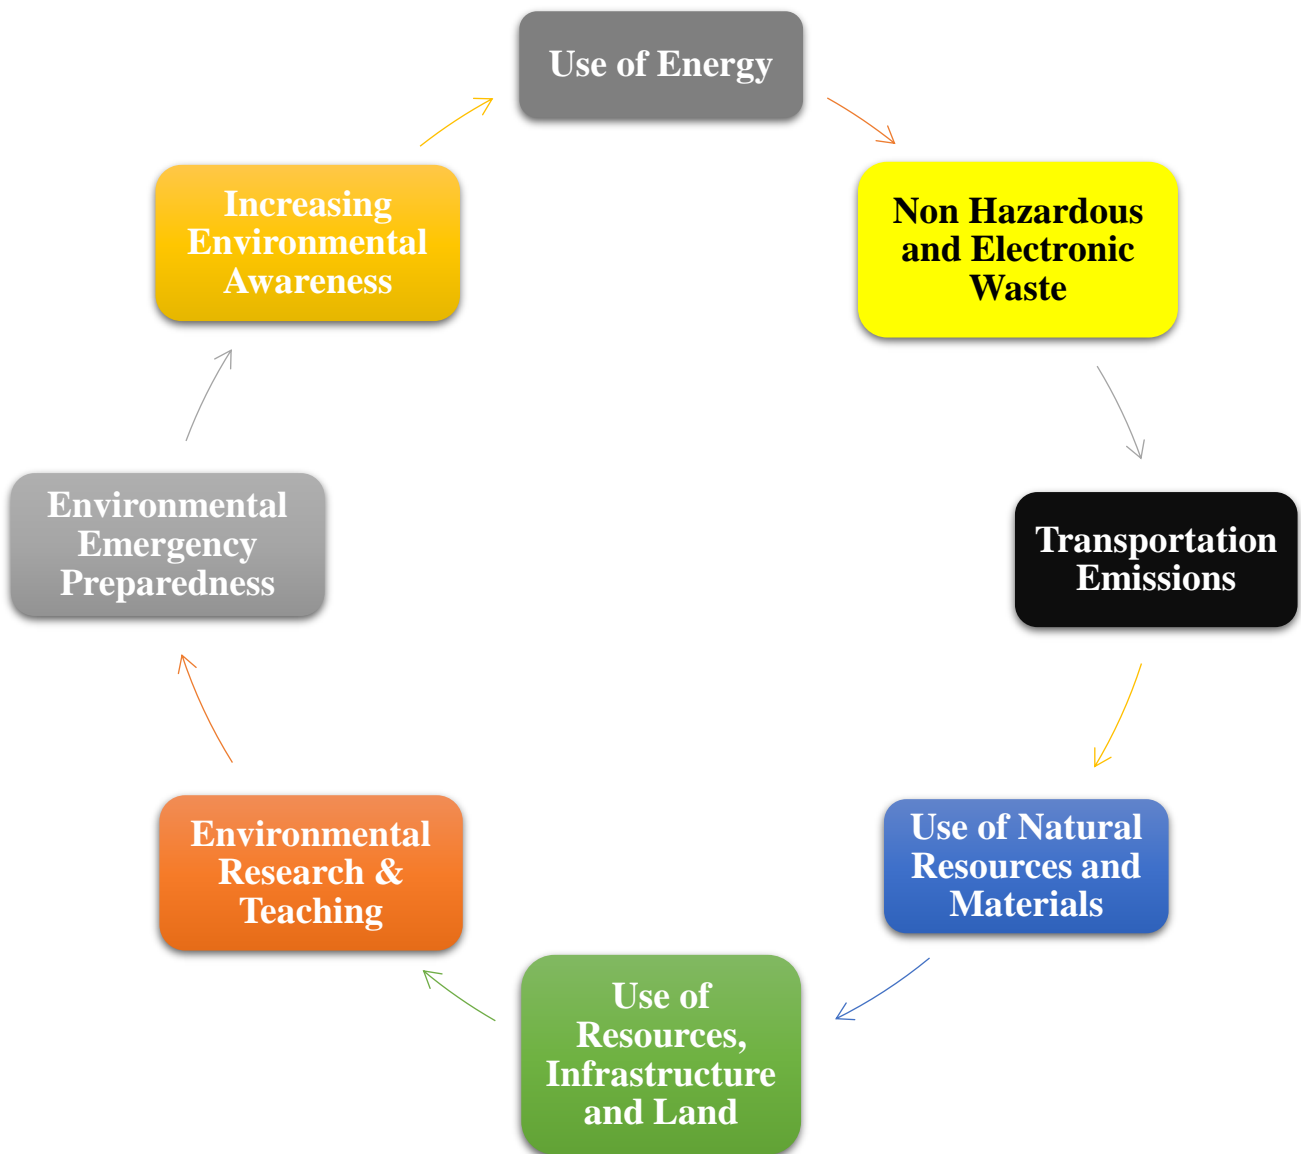 Use of Energy
Non Hazardous
and Electronic
Waste
Transportation
Emissions
Use of Natural
Resources and
Materials
Use of
Resources,
Infrastructure
and Land
Environmental
Research &
Teaching
Environmental
Emergency
Preparedness
Increasing
Environmental
Awareness